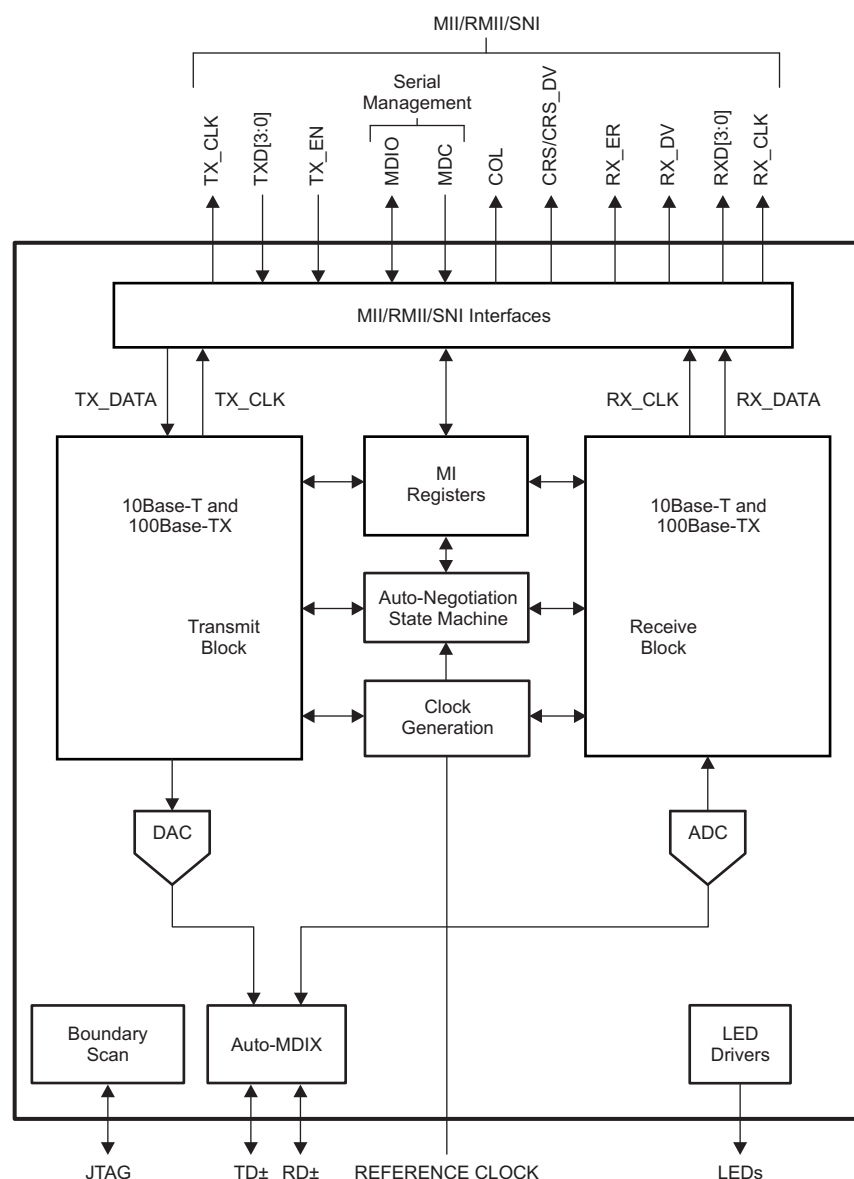 MII/RMII/SNI
Serial
Management
TX_CLK
TXD[3:0]
TX_EN
MDIO
MDC
COL
CRS/CRS_DV
RX_ER
RX_DV
RXD[3:0]
RX_CLK
MII/RMII/SNI Interfaces
TX_DATA
TX_CLK
RX_CLK
RX_DATA
10Base-T and
100Base-TX
Transmit
Block
MI
Registers
Auto-Negotiation
State Machine
Clock
Generation
10Base-T and
100Base-TX
Receive
Block
DAC
ADC
Boundary
Scan
Auto-MDIX
LED
Drivers
JTAG
TD±
RD±
REFERENCE CLOCK
LEDs